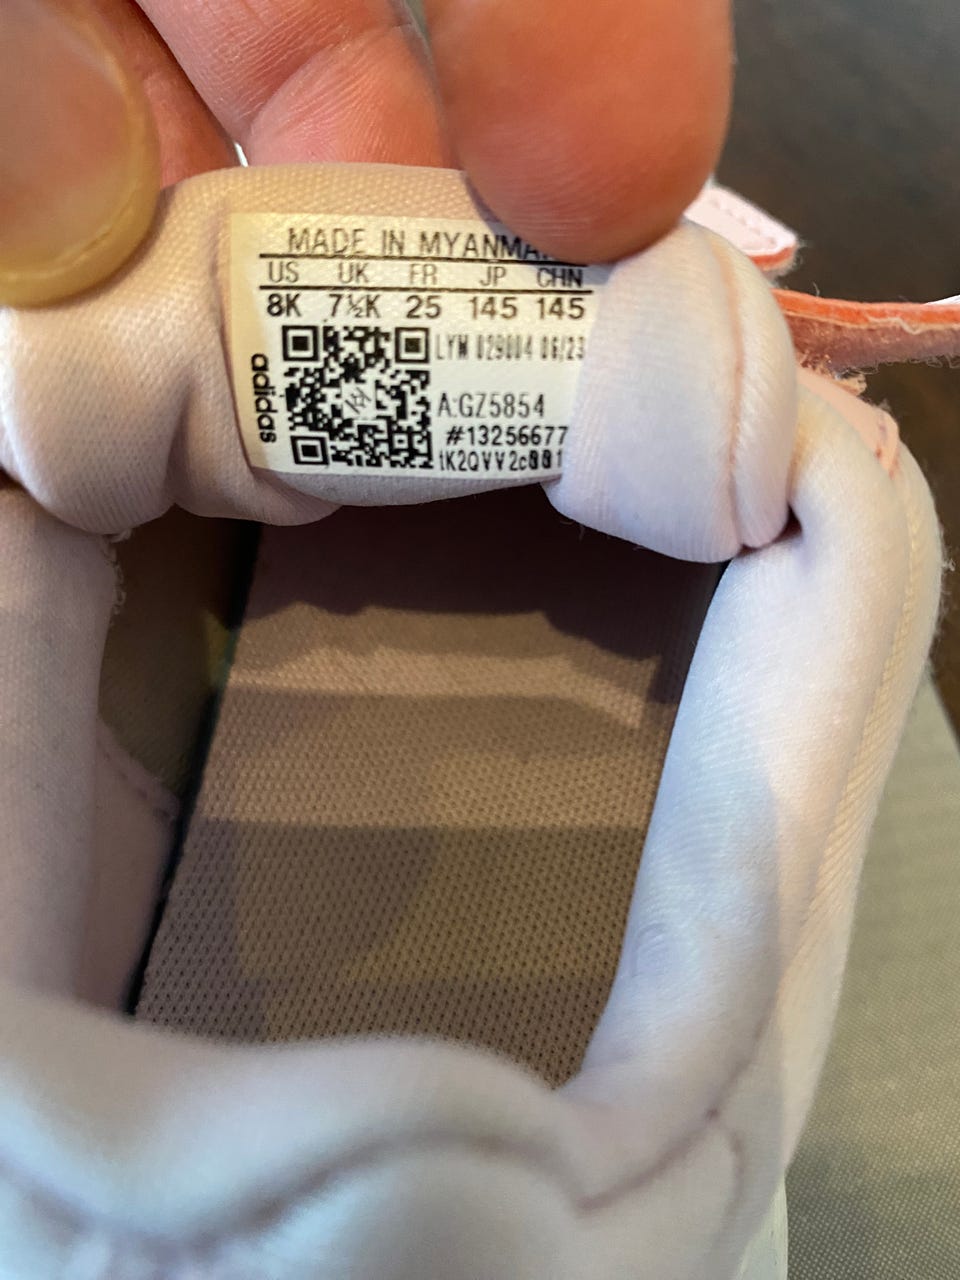 MADE IN
US UK FR JP CHN
8K 7½K 25 145 145
LYM 029004 06/23
adidas
A:GZ5854
#13256677